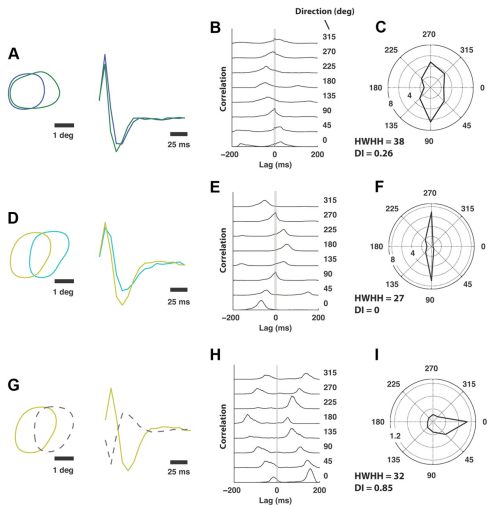 Direction (deg)
A
1 deg
25 ms
B
Correlation
315
270
225
180
135
90
45
0
-200
0
200
Lag (ms)
C
270
225
315
180
0
8
4
135
45
90
HWHH = 38
DI = 0.26
D
1 deg
25 ms
E
Correlation
315
270
225
180
135
90
45
0
-200
0
200
Lag (ms)
F
270
225
315
180
0
8
4
135
45
90
HWHH = 27
DI = 0
G
1 deg
25 ms
H
Correlation
315
270
225
180
135
90
45
0
-200
0
200
Lag (ms)
I
270
225
315
180
0
1.2
135
45
90
HWHH = 32
DI = 0.85